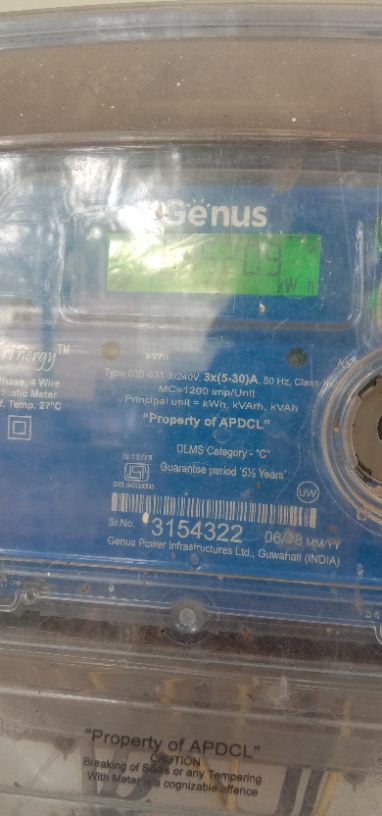 Genus
kW h
kWh
Type 03B-631 3x240V, 3x(5-30)A, 50 Hz, Class
MC=1200 imp/Unit
Principal unit = kWh, kVArh, kVAh
"Property of APDCL"
Phase, 4 Wire
Static Meter
Temp. 27°C
DLMS Category - "C"
IS:13779
Guarantee period '5½ Years'
UW
Sr.No. 3154322 MM/YY
Genus Power Infrastructures Ltd., Guwahati (INDIA)
"Property of APDCL"
CAUTION
Breaking of Seals or any Tempering
With Meter is a cognizable offence